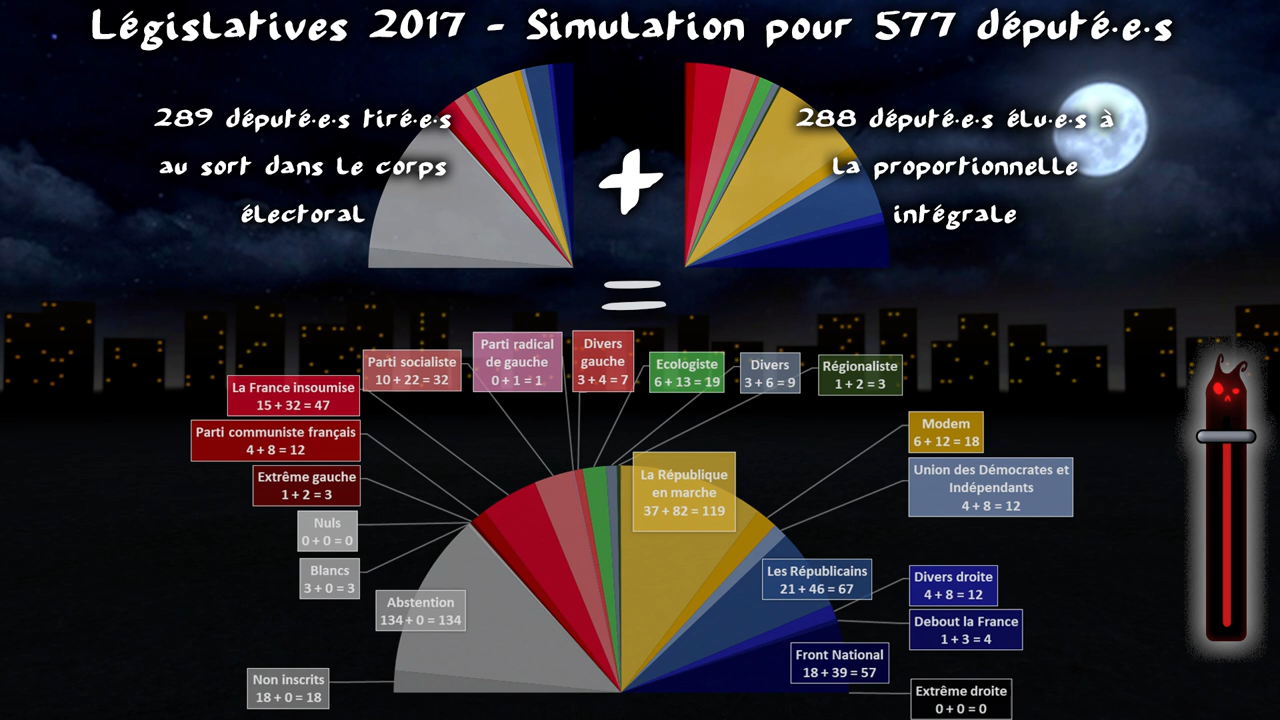 Législatives 2017 - Simulation pour 577 député·e·s
289 député·e·s tiré·e·s
au sort dans le corps
électoral
288 député·e·s élu·e·s à
la proportionnelle
intégrale
+
=
Parti radical
de gauche
0 + 1 = 1
Divers
gauche
3 + 4 = 7
Parti socialiste
10 + 22 = 32
Ecologiste
6 + 13 = 19
Divers
3 + 6 = 9
Régionaliste
1 + 2 = 3
La France insoumise
15 + 32 = 47
Parti communiste français
4 + 8 = 12
Extrême gauche
1 + 2 = 3
Nuls
0 + 0 = 0
Blancs
3 + 0 = 3
Abstention
134 + 0 = 134
Non inscrits
18 + 0 = 18
La République
en marche
37 + 82 = 119
Modem
6 + 12 = 18
Union des Démocrates et
Indépendants
4 + 8 = 12
Les Républicains
21 + 46 = 67
Divers droite
4 + 8 = 12
Debout la France
1 + 3 = 4
Front National
18 + 39 = 57
Extrême droite
0 + 0 = 0